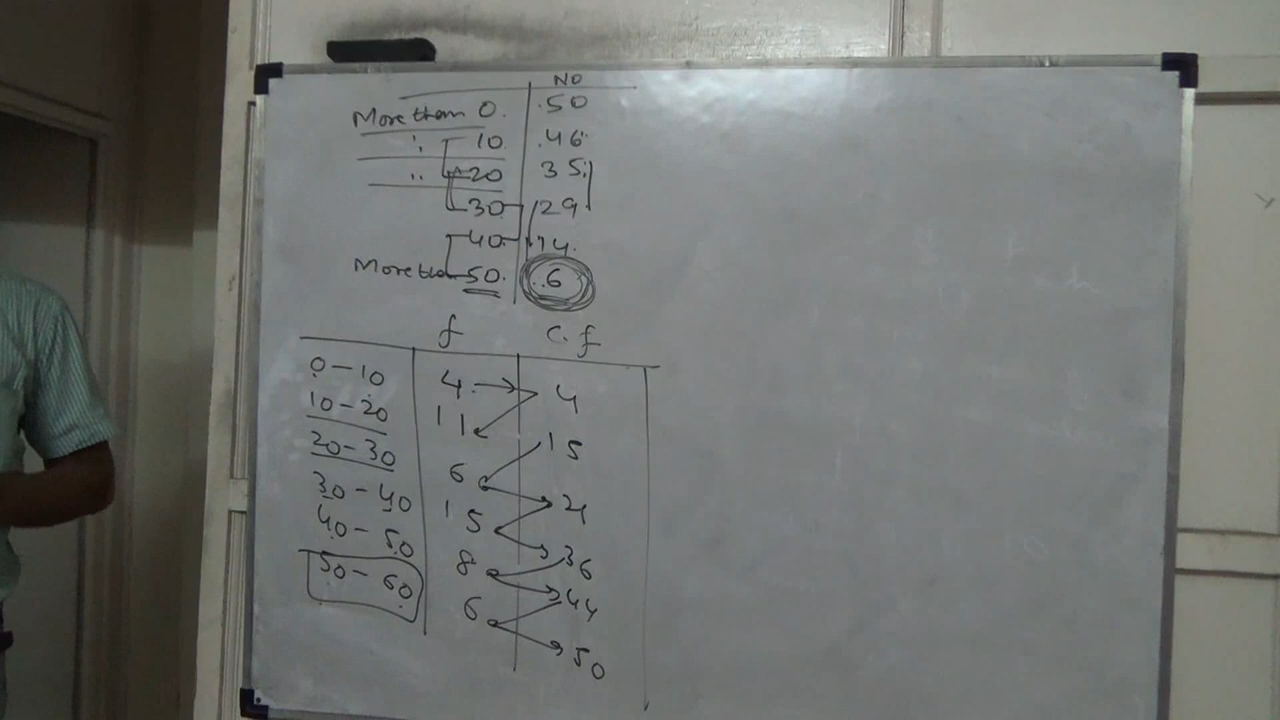 NO
More than 0. .50
" 10. .46
" 20 35
30 29
40. 14.
More than 50. 6
f c.f
0-10 4 4
10-20 11 15
20-30 6 21
30-40 15 36
40-50 8 44
50-60 6 50